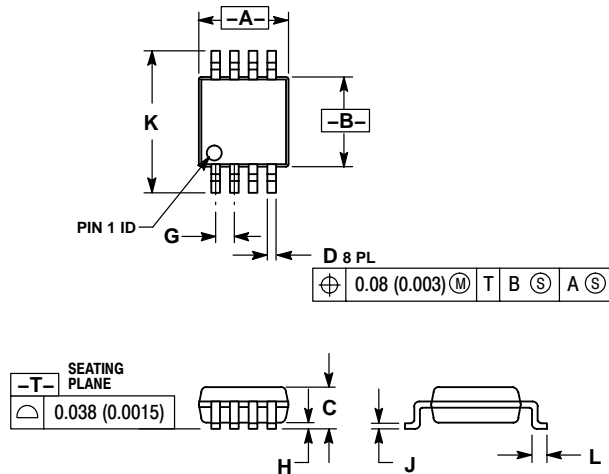 –A–
K
–B–
PIN 1 ID
G
D 8 PL
⌖ 0.08 (0.003) Ⓜ T B Ⓢ A Ⓢ
–T– SEATING PLANE
⌓ 0.038 (0.0015)
C
H
J
L